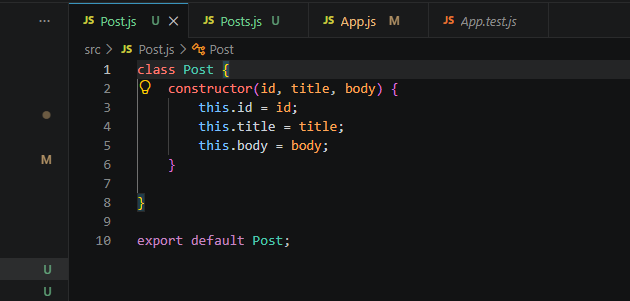 ... JS Post.js U × JS Posts.js U JS App.js M JS App.test.js
src > JS Post.js > Post
1 class Post {
2     constructor(id, title, body) {
3         this.id = id;
4         this.title = title;
M
5         this.body = body;
6     }
7
8 }
9
10 export default Post;
U
U